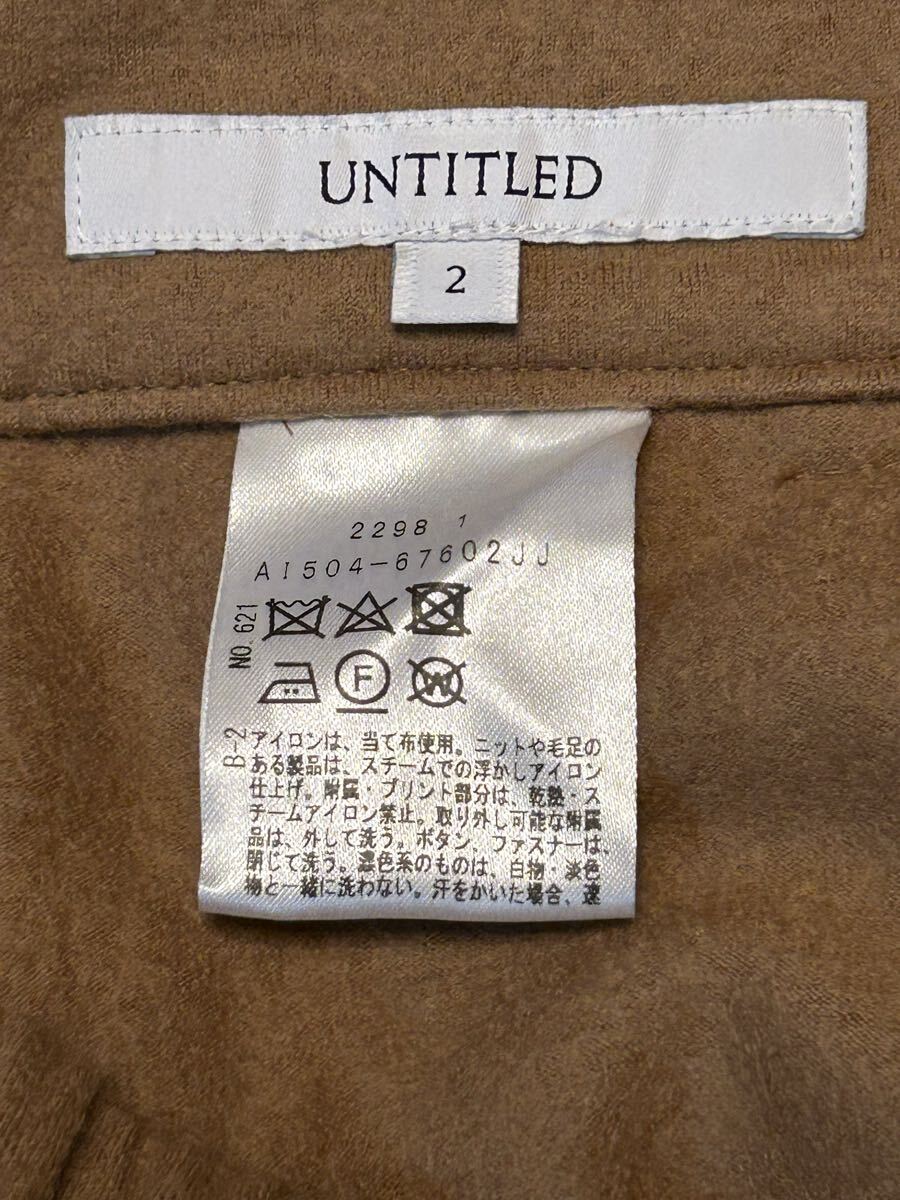 UNTITLED
2
2298 1
AI504-67602JJ
NO.621
F
W
B-2
アイロンは、当て布使用。ニットや毛足の
ある製品は、スチームでの浮かしアイロン
仕上げ。附属・プリント部分は、乾熱・ス
チームアイロン禁止。取り外し可能な附属
品は、外して洗う。ボタン、ファスナーは、
閉じて洗う。濃色系のものは、白物・淡色
物と一緒に洗わない。汗をかいた場合、速